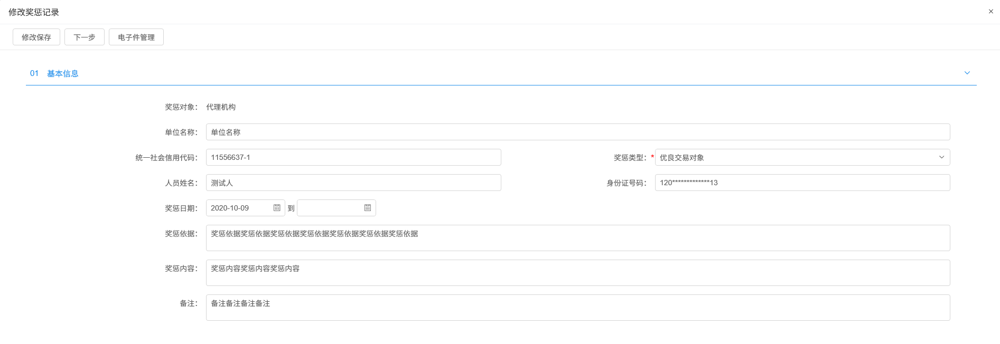 修改奖惩记录
×
修改保存 下一步 电子件管理
01 基本信息
奖惩对象： 代理机构
单位名称： 单位名称
统一社会信用代码： 11556637-1 奖惩类型：* 优良交易对象
人员姓名： 测试人 身份证号码： 120*************13
奖惩日期： 2020-10-09 到
奖惩依据： 奖惩依据奖惩依据奖惩依据奖惩依据奖惩依据奖惩依据奖惩依据
奖惩内容： 奖惩内容奖惩内容奖惩内容
备注： 备注备注备注备注